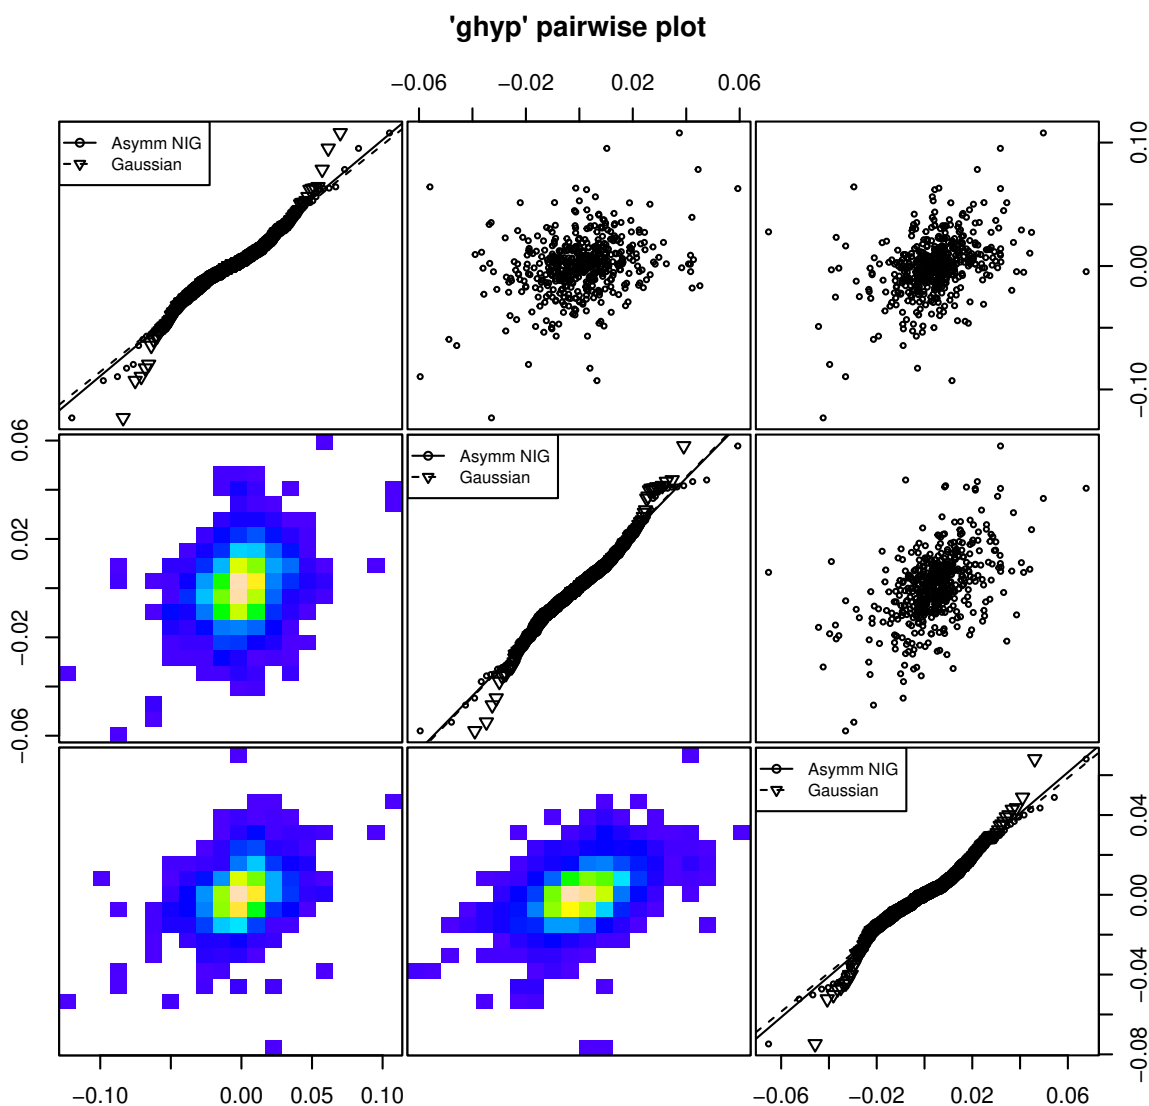 'ghyp' pairwise plot
−0.06 −0.02 0.02 0.06
Asymm NIG
Gaussian
0.10
0.00
−0.10
0.06
0.02
−0.02
−0.06
Asymm NIG
Gaussian
Asymm NIG
Gaussian
0.04
0.00
−0.04
−0.08
−0.10 0.00 0.05 0.10
−0.06 −0.02 0.02 0.06